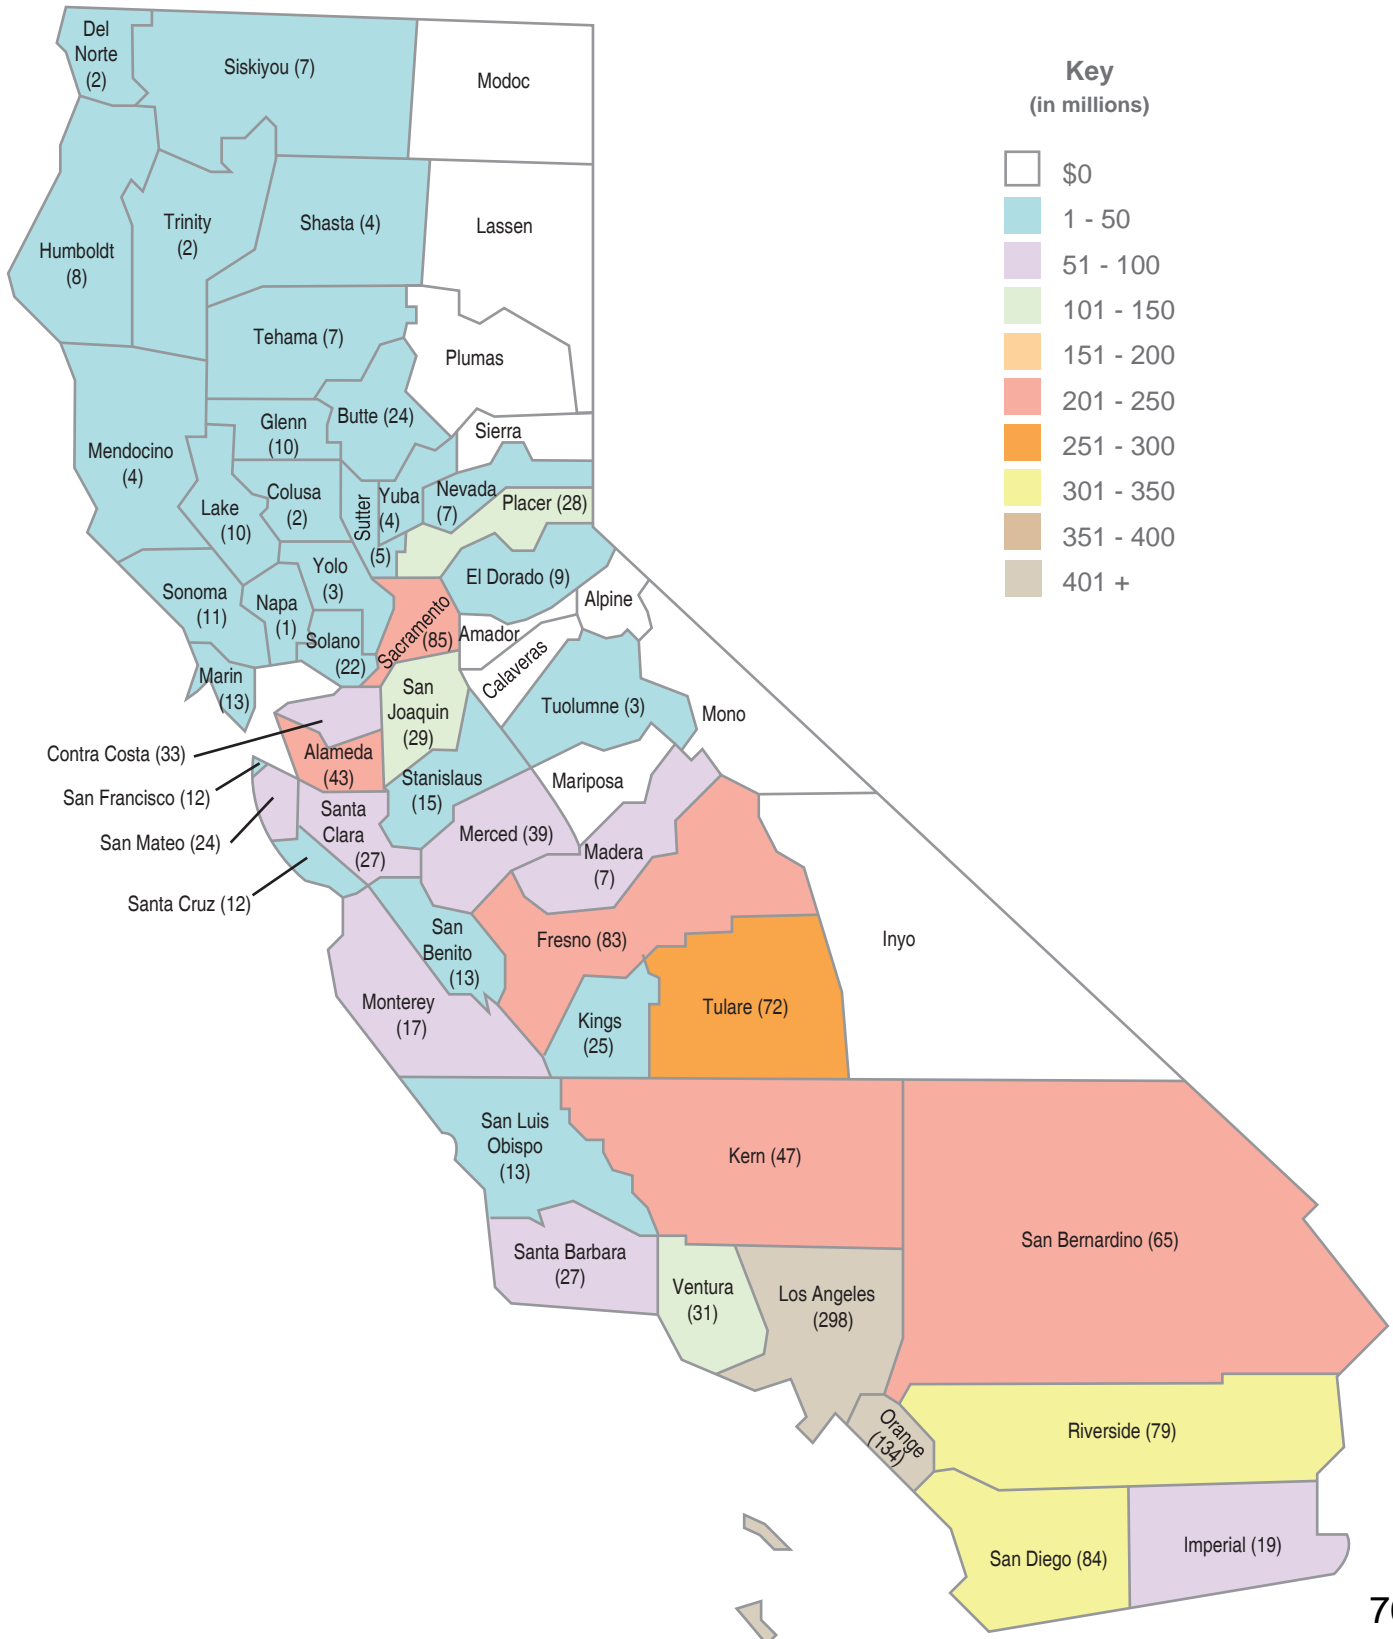 Del
Norte
(2)
Siskiyou (7)
Modoc
Humboldt
(8)
Trinity
(2)
Shasta (4)
Lassen
Tehama (7)
Plumas
Mendocino
(4)
Glenn
(10)
Butte (24)
Sierra
Lake
(10)
Colusa
(2)
Sutter
(5)
Yuba
(4)
Nevada
(7)
Placer (28)
Sonoma
(11)
Napa
(1)
Yolo
(3)
El Dorado (9)
Alpine
Solano
(22)
Sacramento
(85)
Amador
Calaveras
Marin
(13)
San
Joaquin
(29)
Tuolumne (3)
Mono
Contra Costa (33)
Alameda
(43)
San Francisco (12)
Stanislaus
(15)
Mariposa
San Mateo (24)
Santa
Clara
(27)
Merced (39)
Madera
(7)
Santa Cruz (12)
San
Benito
(13)
Fresno (83)
Inyo
Monterey
(17)
Kings
(25)
Tulare (72)
San Luis
Obispo
(13)
Kern (47)
San Bernardino (65)
Santa Barbara
(27)
Ventura
(31)
Los Angeles
(298)
Orange
(134)
Riverside (79)
San Diego (84)
Imperial (19)
Key
(in millions)
$0
1 - 50
51 - 100
101 - 150
151 - 200
201 - 250
251 - 300
301 - 350
351 - 400
401 +